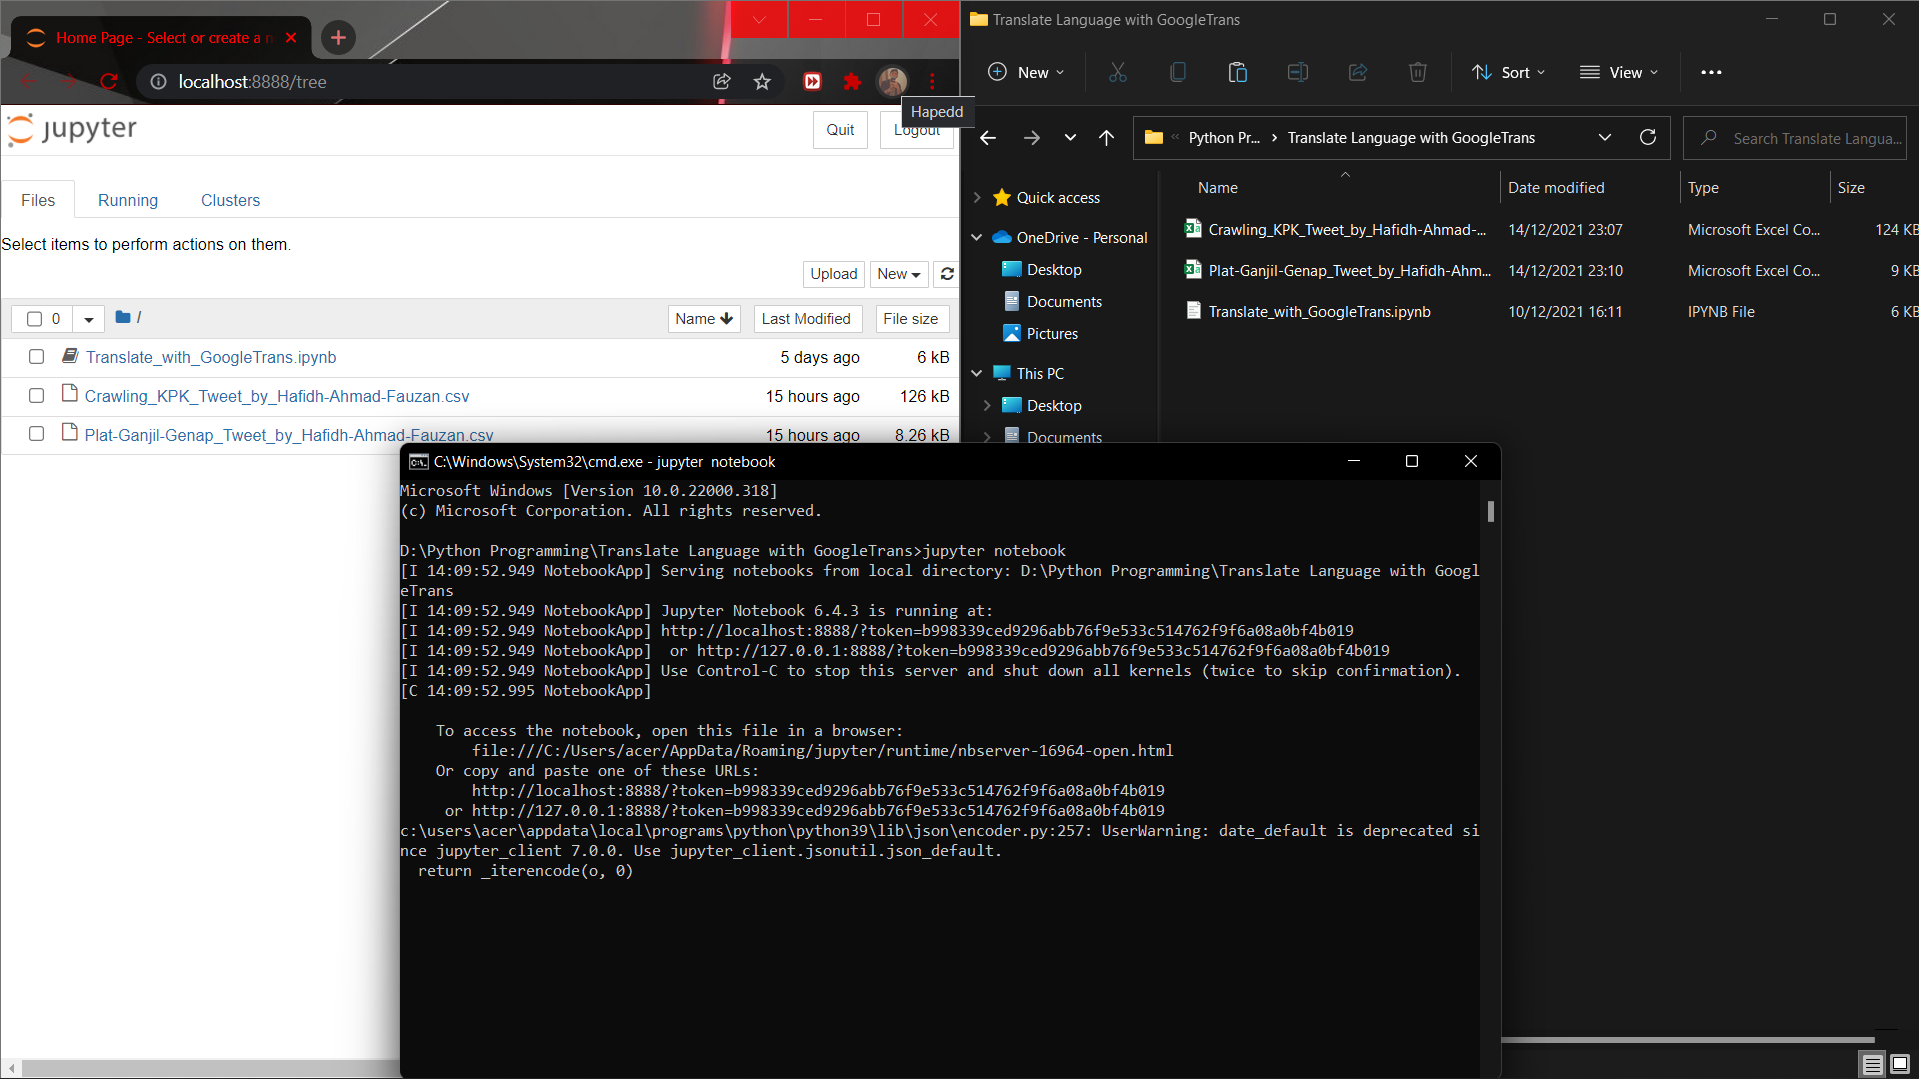 Home Page - Select or create a n
localhost:8888/tree
Hapedd
jupyter
Quit
Logout
Files
Running
Clusters
Select items to perform actions on them.
Upload
New
0
/
Name
Last Modified
File size
Translate_with_GoogleTrans.ipynb
5 days ago
6 kB
Crawling_KPK_Tweet_by_Hafidh-Ahmad-Fauzan.csv
15 hours ago
126 kB
Plat-Ganjil-Genap_Tweet_by_Hafidh-Ahmad-Fauzan.csv
15 hours ago
8.26 kB
Translate Language with GoogleTrans
New
Sort
View
Python Pr...
Translate Language with GoogleTrans
Search Translate Langua...
Quick access
OneDrive - Personal
Desktop
Documents
Pictures
This PC
Desktop
Documents
Name
Date modified
Type
Size
Crawling_KPK_Tweet_by_Hafidh-Ahmad-...
14/12/2021 23:07
Microsoft Excel Co...
124 KB
Plat-Ganjil-Genap_Tweet_by_Hafidh-Ahm...
14/12/2021 23:10
Microsoft Excel Co...
9 KB
Translate_with_GoogleTrans.ipynb
10/12/2021 16:11
IPYNB File
6 KB
C:\Windows\System32\cmd.exe - jupyter  notebook
Microsoft Windows [Version 10.0.22000.318]
(c) Microsoft Corporation. All rights reserved.
D:\Python Programming\Translate Language with GoogleTrans>jupyter notebook
[I 14:09:52.949 NotebookApp] Serving notebooks from local directory: D:\Python Programming\Translate Language with Googl
eTrans
[I 14:09:52.949 NotebookApp] Jupyter Notebook 6.4.3 is running at:
[I 14:09:52.949 NotebookApp] http://localhost:8888/?token=b998339ced9296abb76f9e533c514762f9f6a08a0bf4b019
[I 14:09:52.949 NotebookApp]  or http://127.0.0.1:8888/?token=b998339ced9296abb76f9e533c514762f9f6a08a0bf4b019
[I 14:09:52.949 NotebookApp] Use Control-C to stop this server and shut down all kernels (twice to skip confirmation).
[C 14:09:52.995 NotebookApp]
To access the notebook, open this file in a browser:
file:///C:/Users/acer/AppData/Roaming/jupyter/runtime/nbserver-16964-open.html
Or copy and paste one of these URLs:
http://localhost:8888/?token=b998339ced9296abb76f9e533c514762f9f6a08a0bf4b019
or http://127.0.0.1:8888/?token=b998339ced9296abb76f9e533c514762f9f6a08a0bf4b019
c:\users\acer\appdata\local\programs\python\python39\lib\json\encoder.py:257: UserWarning: date_default is deprecated si
nce jupyter_client 7.0.0. Use jupyter_client.jsonutil.json_default.
return _iterencode(o, 0)